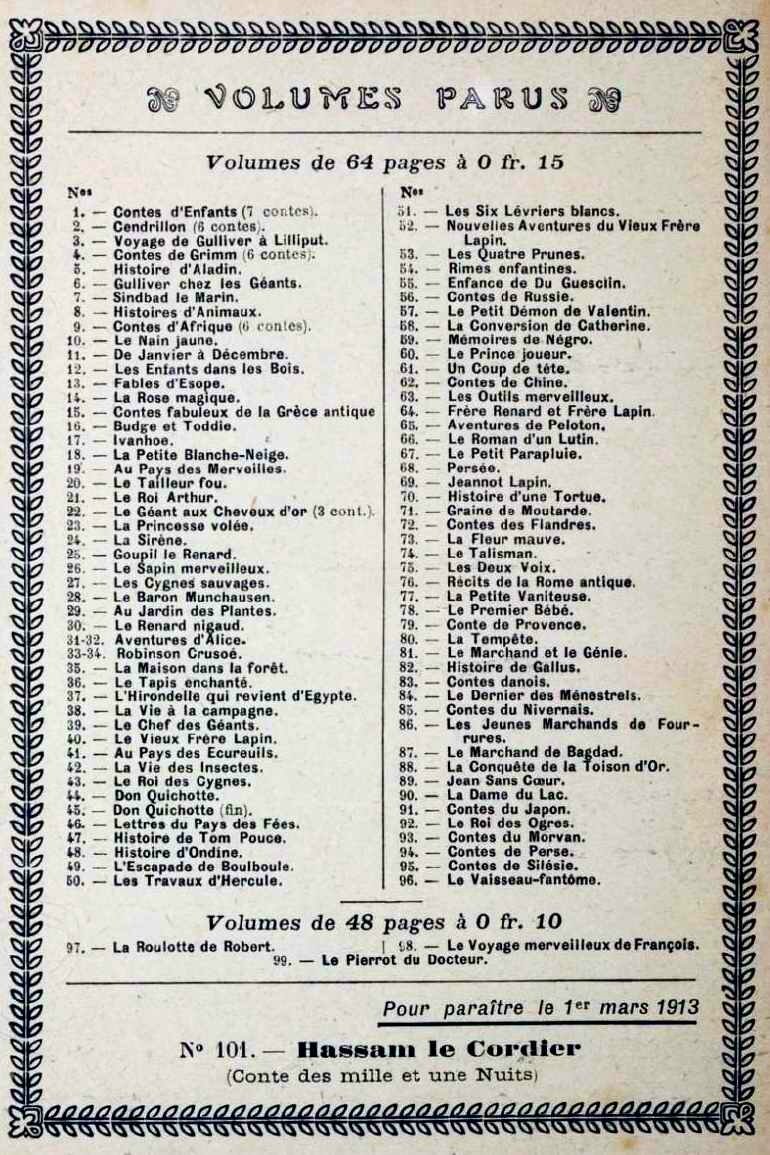 VOLUMES PARUS
Volumes de 64 pages à 0 fr. 15
Nos
1. — Contes d'Enfants (7 contes).
2. — Cendrillon (6 contes).
3. — Voyage de Gulliver à Lilliput.
4. — Contes de Grimm (6 contes).
5. — Histoire d'Aladin.
6. — Gulliver chez les Géants.
7. — Sindbad le Marin.
8. — Histoires d'Animaux.
9. — Contes d'Afrique (6 contes).
10. — Le Nain jaune.
11. — De Janvier à Décembre.
12. — Les Enfants dans les Bois.
13. — Fables d'Esope.
14. — La Rose magique.
15. — Contes fabuleux de la Grèce antique
16. — Budge et Toddie.
17. — Ivanhoe.
18. — La Petite Blanche-Neige.
19. — Au Pays des Merveilles.
20. — Le Tailleur fou.
21. — Le Roi Arthur.
22. — Le Géant aux Cheveux d'or (3 cont.).
23. — La Princesse volée.
24. — La Sirène.
25. — Goupil le Renard.
26. — Le Sapin merveilleux.
27. — Les Cygnes sauvages.
28. — Le Baron Munchausen.
29. — Au Jardin des Plantes.
30. — Le Renard nigaud.
31-32. Aventures d'Alice.
33-34. Robinson Crusoé.
35. — La Maison dans la forêt.
36. — Le Tapis enchanté.
37. — L'Hirondelle qui revient d'Egypte.
38. — La Vie à la campagne.
39. — Le Chef des Géants.
40. — Le Vieux Frère Lapin.
41. — Au Pays des Ecureuils.
42. — La Vie des Insectes.
43. — Le Roi des Cygnes.
44. — Don Quichotte.
45. — Don Quichotte (fin).
46. — Lettres du Pays des Fées.
47. — Histoire de Tom Pouce.
48. — Histoire d'Ondine.
49. — L'Escapade de Boulboule.
50. — Les Travaux d'Hercule.
Nos
51. — Les Six Lévriers blancs.
52. — Nouvelles Aventures du Vieux Frère
Lapin.
53. — Les Quatre Prunes.
54. — Rimes enfantines.
55. — Enfance de Du Guesclin.
56. — Contes de Russie.
57. — Le Petit Démon de Valentin.
58. — La Conversion de Catherine.
59. — Mémoires de Négro.
60. — Le Prince joueur.
61. — Un Coup de tête.
62. — Contes de Chine.
63. — Les Outils merveilleux.
64. — Frère Renard et Frère Lapin.
65. — Aventures de Peloton.
66. — Le Roman d'un Lutin.
67. — Le Petit Parapluie.
68. — Persée.
69. — Jeannot Lapin.
70. — Histoire d'une Tortue.
71. — Graine de Moutarde.
72. — Contes des Flandres.
73. — La Fleur mauve.
74. — Le Talisman.
75. — Les Deux Voix.
76. — Récits de la Rome antique.
77. — La Petite Vaniteuse.
78. — Le Premier Bébé.
79. — Conte de Provence.
80. — La Tempête.
81. — Le Marchand et le Génie.
82. — Histoire de Gallus.
83. — Contes danois.
84. — Le Dernier des Ménestrels.
85. — Contes du Nivernais.
86. — Les Jeunes Marchands de Four-
rures.
87. — Le Marchand de Bagdad.
88. — La Conquête de la Toison d'Or.
89. — Jean Sans Cœur.
90. — La Dame du Lac.
91. — Contes du Japon.
92. — Le Roi des Ogres.
93. — Contes du Morvan.
94. — Contes de Perse.
95. — Contes de Silésie.
96. — Le Vaisseau-fantôme.
Volumes de 48 pages à 0 fr. 10
97. — La Roulotte de Robert.
98. — Le Voyage merveilleux de François.
99. — Le Pierrot du Docteur.
Pour paraître le 1er mars 1913
No 101. — Hassam le Cordier
(Conte des mille et une Nuits)